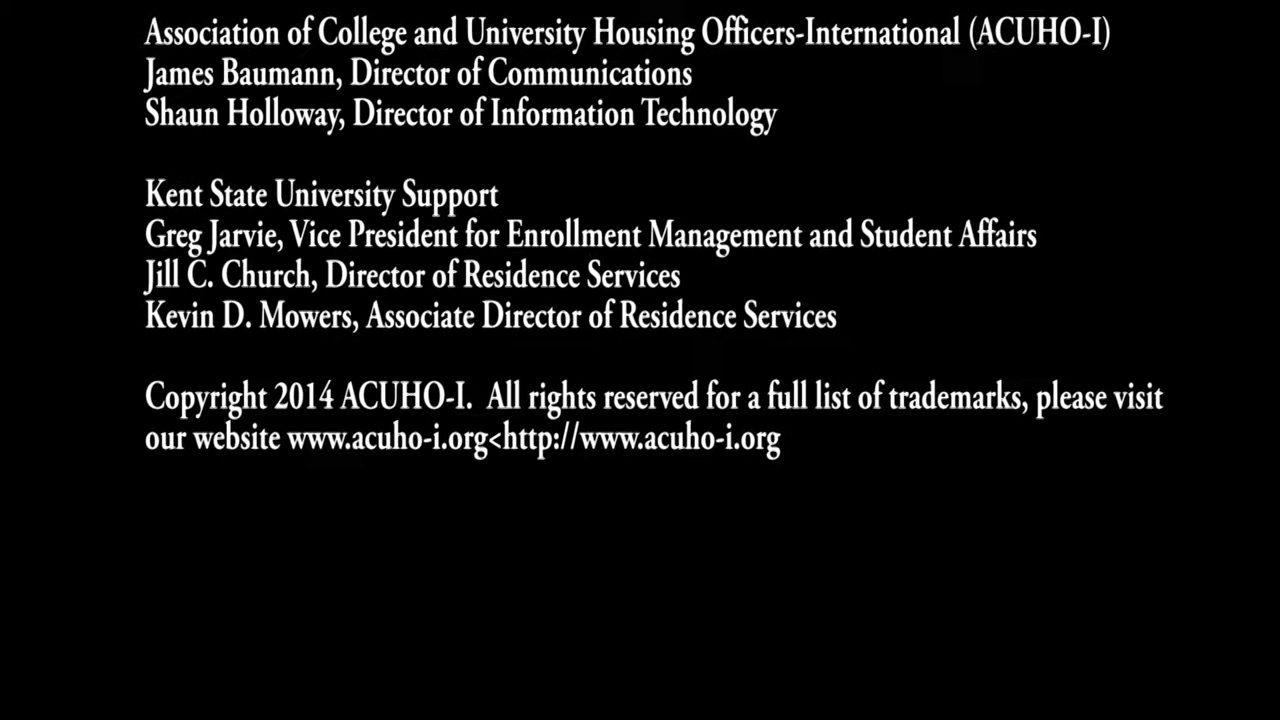 Association of College and University Housing Officers-International (ACUHO-I)
James Baumann, Director of Communications
Shaun Holloway, Director of Information Technology
Kent State University Support
Greg Jarvie, Vice President for Enrollment Management and Student Affairs
Jill C. Church, Director of Residence Services
Kevin D. Mowers, Associate Director of Residence Services
Copyright 2014 ACUHO-I.  All rights reserved for a full list of trademarks, please visit
our website www.acuho-i.org<http://www.acuho-i.org